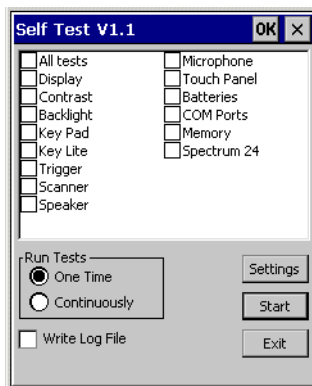 Self Test V1.1 OK ×
All tests
Display
Contrast
Backlight
Key Pad
Key Lite
Trigger
Scanner
Speaker
Microphone
Touch Panel
Batteries
COM Ports
Memory
Spectrum 24
Run Tests
One Time
Continuously
Write Log File
Settings
Start
Exit